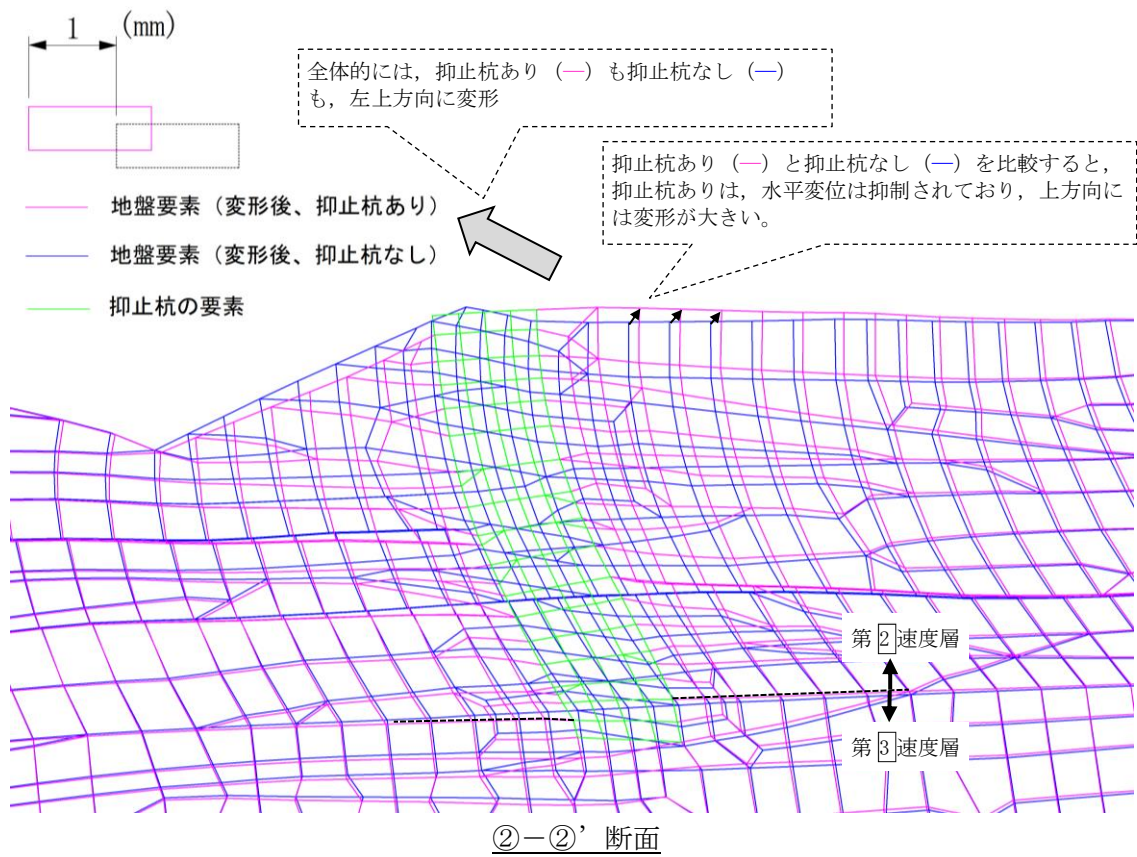 1 (mm)
全体的には，抑止杭あり（―）も抑止杭なし（―）
も，左上方向に変形
抑止杭あり（―）と抑止杭なし（―）を比較すると，
抑止杭ありは，水平変位は抑制されており，上方向に
は変形が大きい。
地盤要素（変形後、抑止杭あり）
地盤要素（変形後、抑止杭なし）
抑止杭の要素
第2速度層
第3速度層
②－②’断面